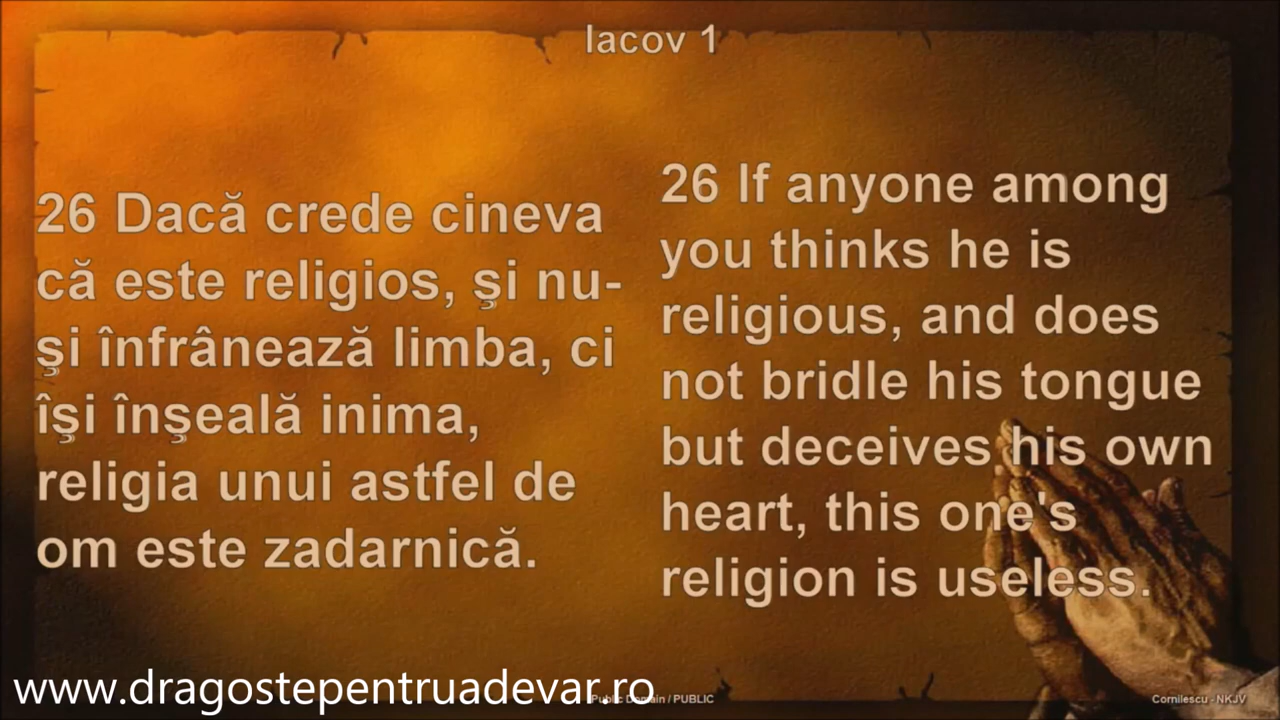 Iacov 1
26 Dacă crede cineva
că este religios, şi nu-
şi înfrânează limba, ci
îşi înşeală inima,
religia unui astfel de
om este zadarnică.
26 If anyone among
you thinks he is
religious, and does
not bridle his tongue
but deceives his own
heart, this one's
religion is useless.
www.dragostepentruadevar.ro
Public Domain / PUBLIC
Cornilescu - NKJV